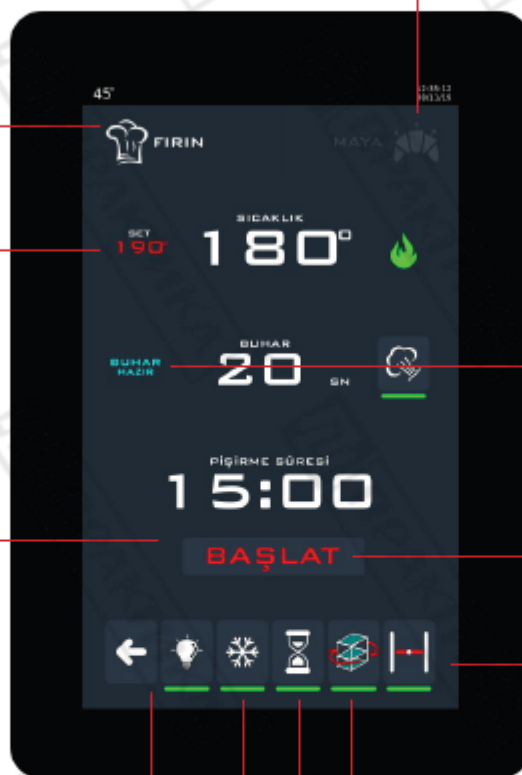 45°
FIRIN
MAYA
SICAKLIK
SET
190°
180°
BUHAR
BUHAR
HAZIR
20
SN
PİŞİRME SÜRESİ
15:00
BAŞLAT